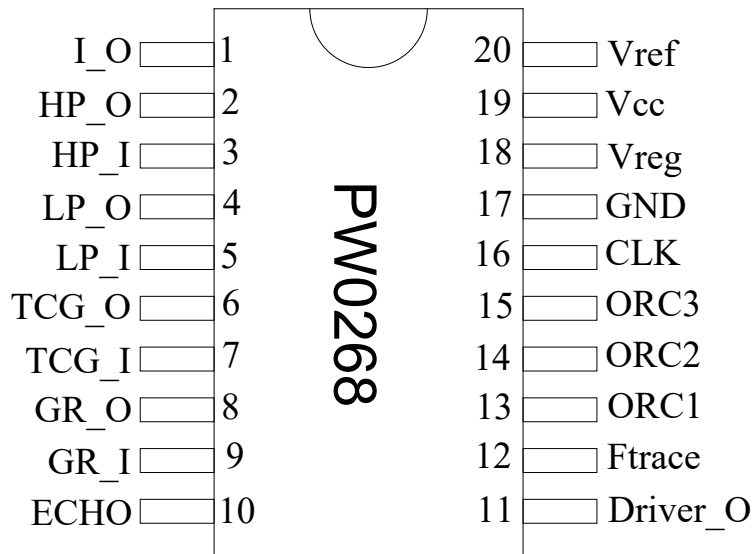 I_O 1 20 Vref
HP_O 2 19 Vcc
HP_I 3 18 Vreg
LP_O 4 17 GND
LP_I 5 16 CLK
TCG_O 6 15 ORC3
TCG_I 7 14 ORC2
GR_O 8 13 ORC1
GR_I 9 12 Ftrace
ECHO 10 11 Driver_O
PW0268